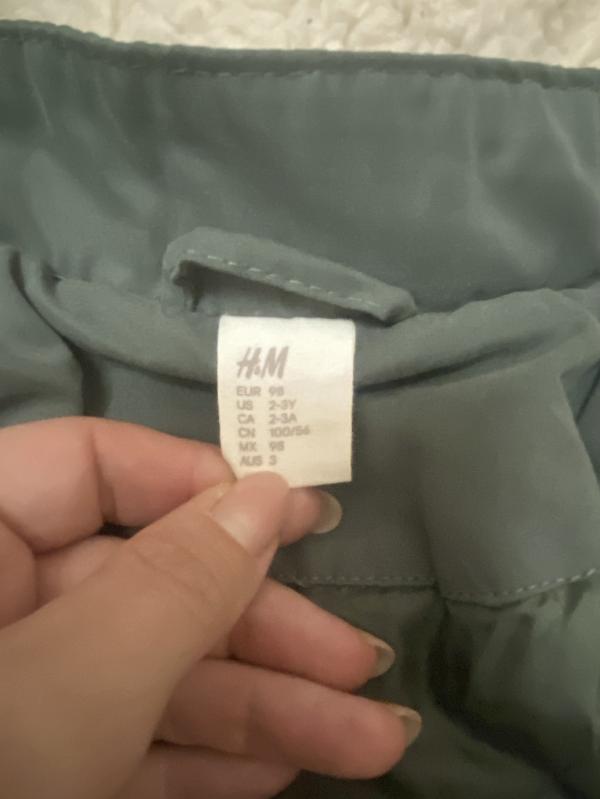 H&M
EUR 98
US 2-3Y
CA 2-3A
CN 100/56
MX 98
AUS 3